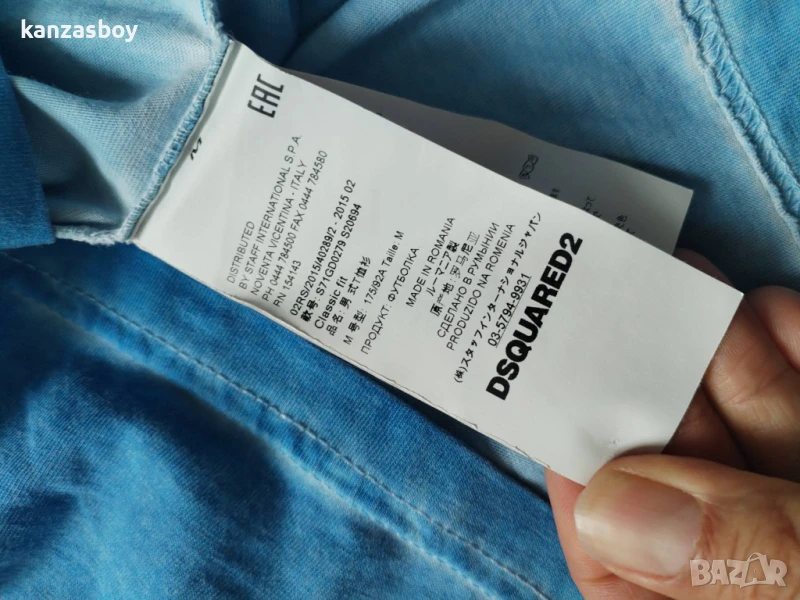 kanzasboy
EAC
DISTRIBUTED
BY STAFF INTERNATIONAL S.P.A.
NOVENTA VICENTINA - ITALY
PH 0444 784500 FAX 0444 784580
P/N 154143
02RS/2015/40289/2 - 2015 02
款号: S71GD0279 S20694
Classic fit
品名: 男 式T恤衫
M 号型: 175/92A Taille: M
ПРОДУКТ: ФУТБОЛКА
MADE IN ROMANIA
ルーマニア製
原产地: 罗马尼亚
СДЕЛАНО В РУМЫНИИ
PRODUZIDO NA ROMENIA
(株)スタッフインターナショナルジャパン
03-5794-9931
DSQUARED2
BAZAR